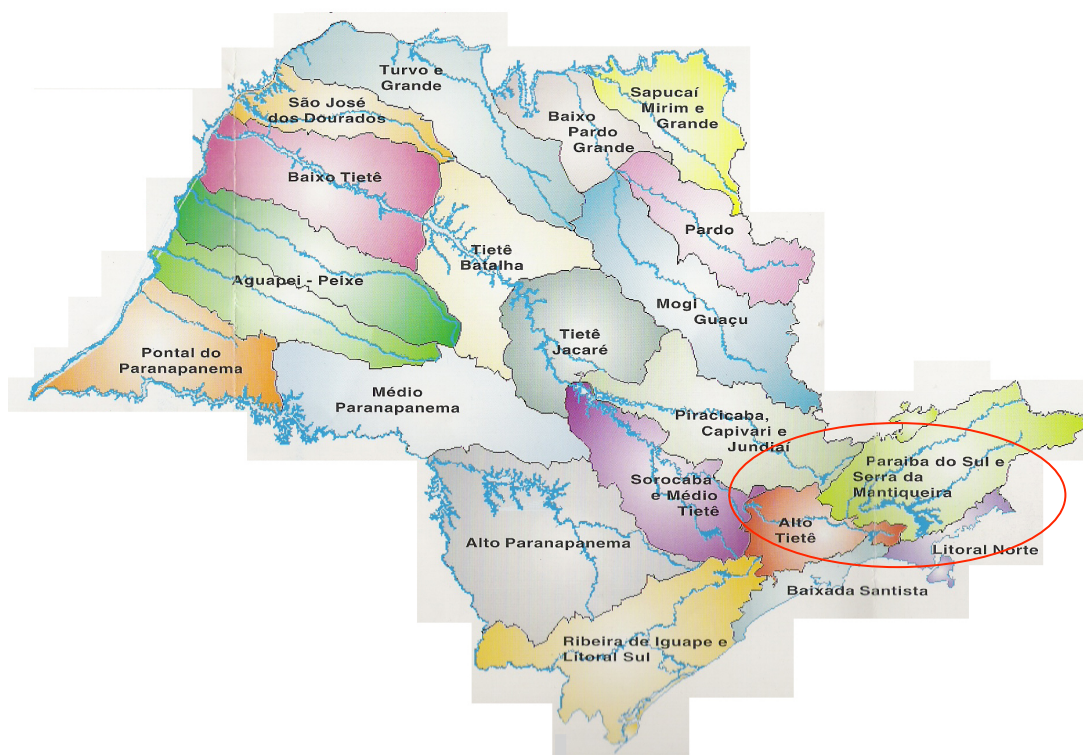 Turvo e
Grande
São José
dos Dourados
Sapucaí
Mirim e
Grande
Baixo
Pardo
Grande
Baixo Tietê
Pardo
Tietê
Batalha
Aguapei - Peixe
Mogi
Guaçu
Tietê
Jacaré
Pontal do
Paranapanema
Médio
Paranapanema
Piracicaba,
Capivari e
Jundiaí
Paraiba do Sul e
Serra da
Mantiqueira
Sorocaba
e Médio
Tietê
Alto
Tietê
Alto Paranapanema
Litoral Norte
Baixada Santista
Ribeira de Iguape e
Litoral Sul